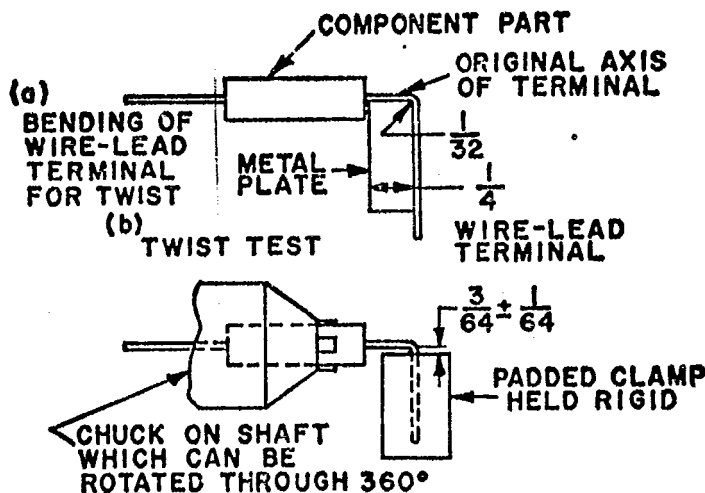 COMPONENT PART
ORIGINAL AXIS
OF TERMINAL
(a)
BENDING OF
WIRE-LEAD
TERMINAL
FOR TWIST
1/32
METAL
PLATE
1/4
WIRE-LEAD
TERMINAL
(b)
TWIST TEST
3/64 ± 1/64
PADDED CLAMP
HELD RIGID
CHUCK ON SHAFT
WHICH CAN BE
ROTATED THROUGH 360°